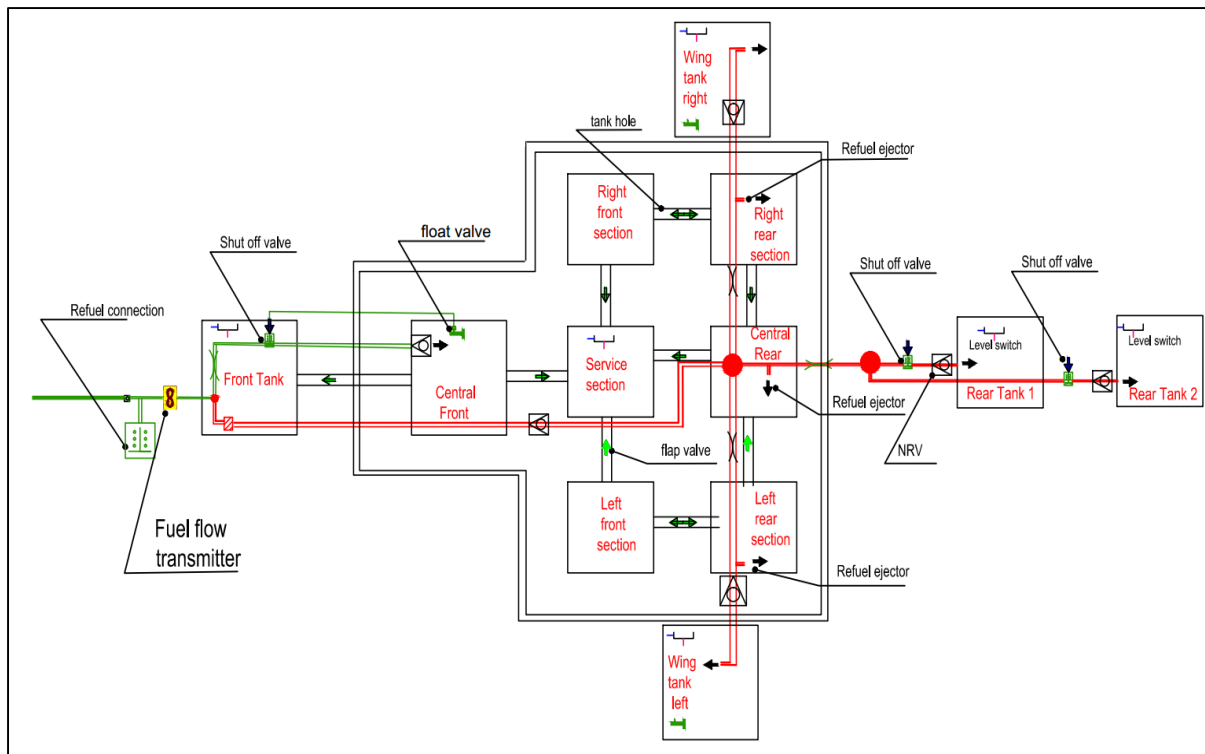 Wing
tank
right
tank hole
Refuel ejector
Right
front
section
Right
rear
section
float valve
Shut off valve
Shut off valve
Shut off valve
Refuel connection
Front Tank
Central
Front
Service
section
Central
Rear
Level switch
Rear Tank 1
Level switch
Rear Tank 2
Refuel ejector
NRV
flap valve
8
Fuel flow
transmitter
Left
front
section
Left
rear
section
Refuel ejector
Wing
tank
left